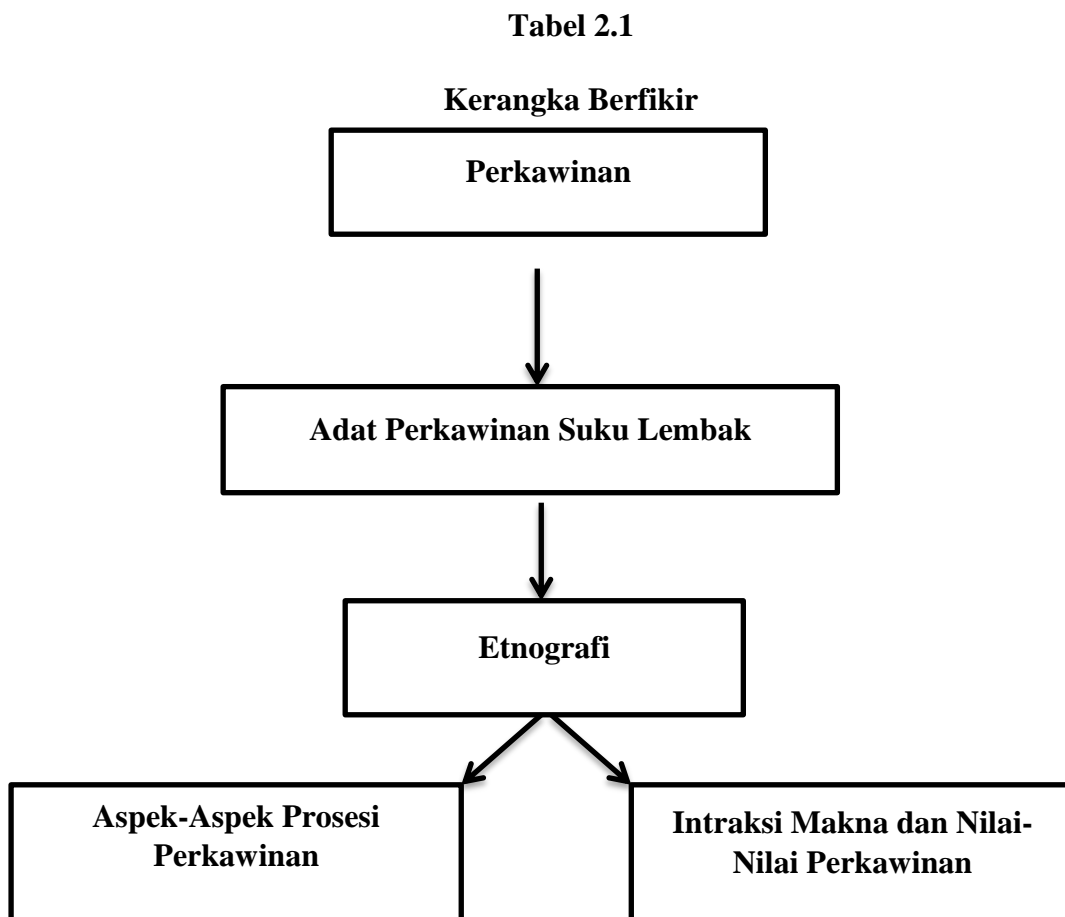 Tabel 2.1
Kerangka Berfikir
Perkawinan
Adat Perkawinan Suku Lembak
Etnografi
Aspek-Aspek Prosesi
Perkawinan
Intraksi Makna dan Nilai-
Nilai Perkawinan